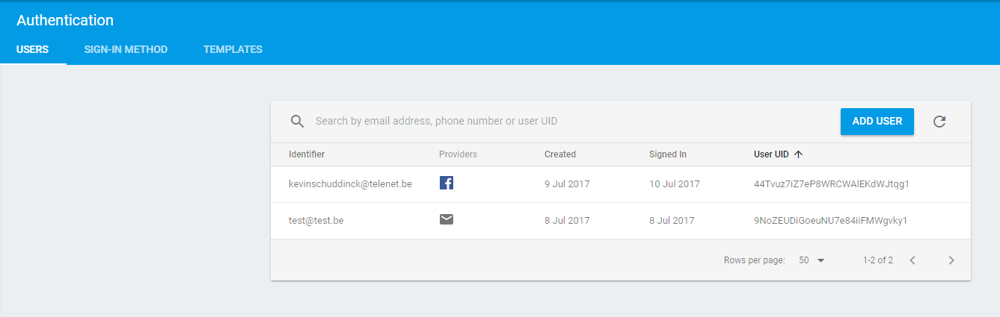 Authentication
USERS SIGN-IN METHOD TEMPLATES
Search by email address, phone number or user UID ADD USER
Identifier Providers Created Signed In User UID
kevinschuddinck@telenet.be 9 Jul 2017 10 Jul 2017 44Tvuz7iZ7eP8WRCWAlEKdWJtqg1
test@test.be 8 Jul 2017 8 Jul 2017 9NoZEUDiGoeuNU7e84iiFMWgvky1
Rows per page: 50 1-2 of 2